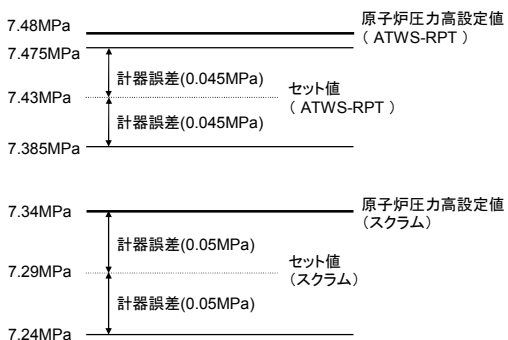 7.48MPa
原子炉圧力高設定値
( ATWS-RPT )
7.475MPa
計器誤差(0.045MPa)
7.43MPa
セット値
( ATWS-RPT )
計器誤差(0.045MPa)
7.385MPa
7.34MPa
原子炉圧力高設定値
(スクラム)
計器誤差(0.05MPa)
7.29MPa
セット値
(スクラム)
計器誤差(0.05MPa)
7.24MPa